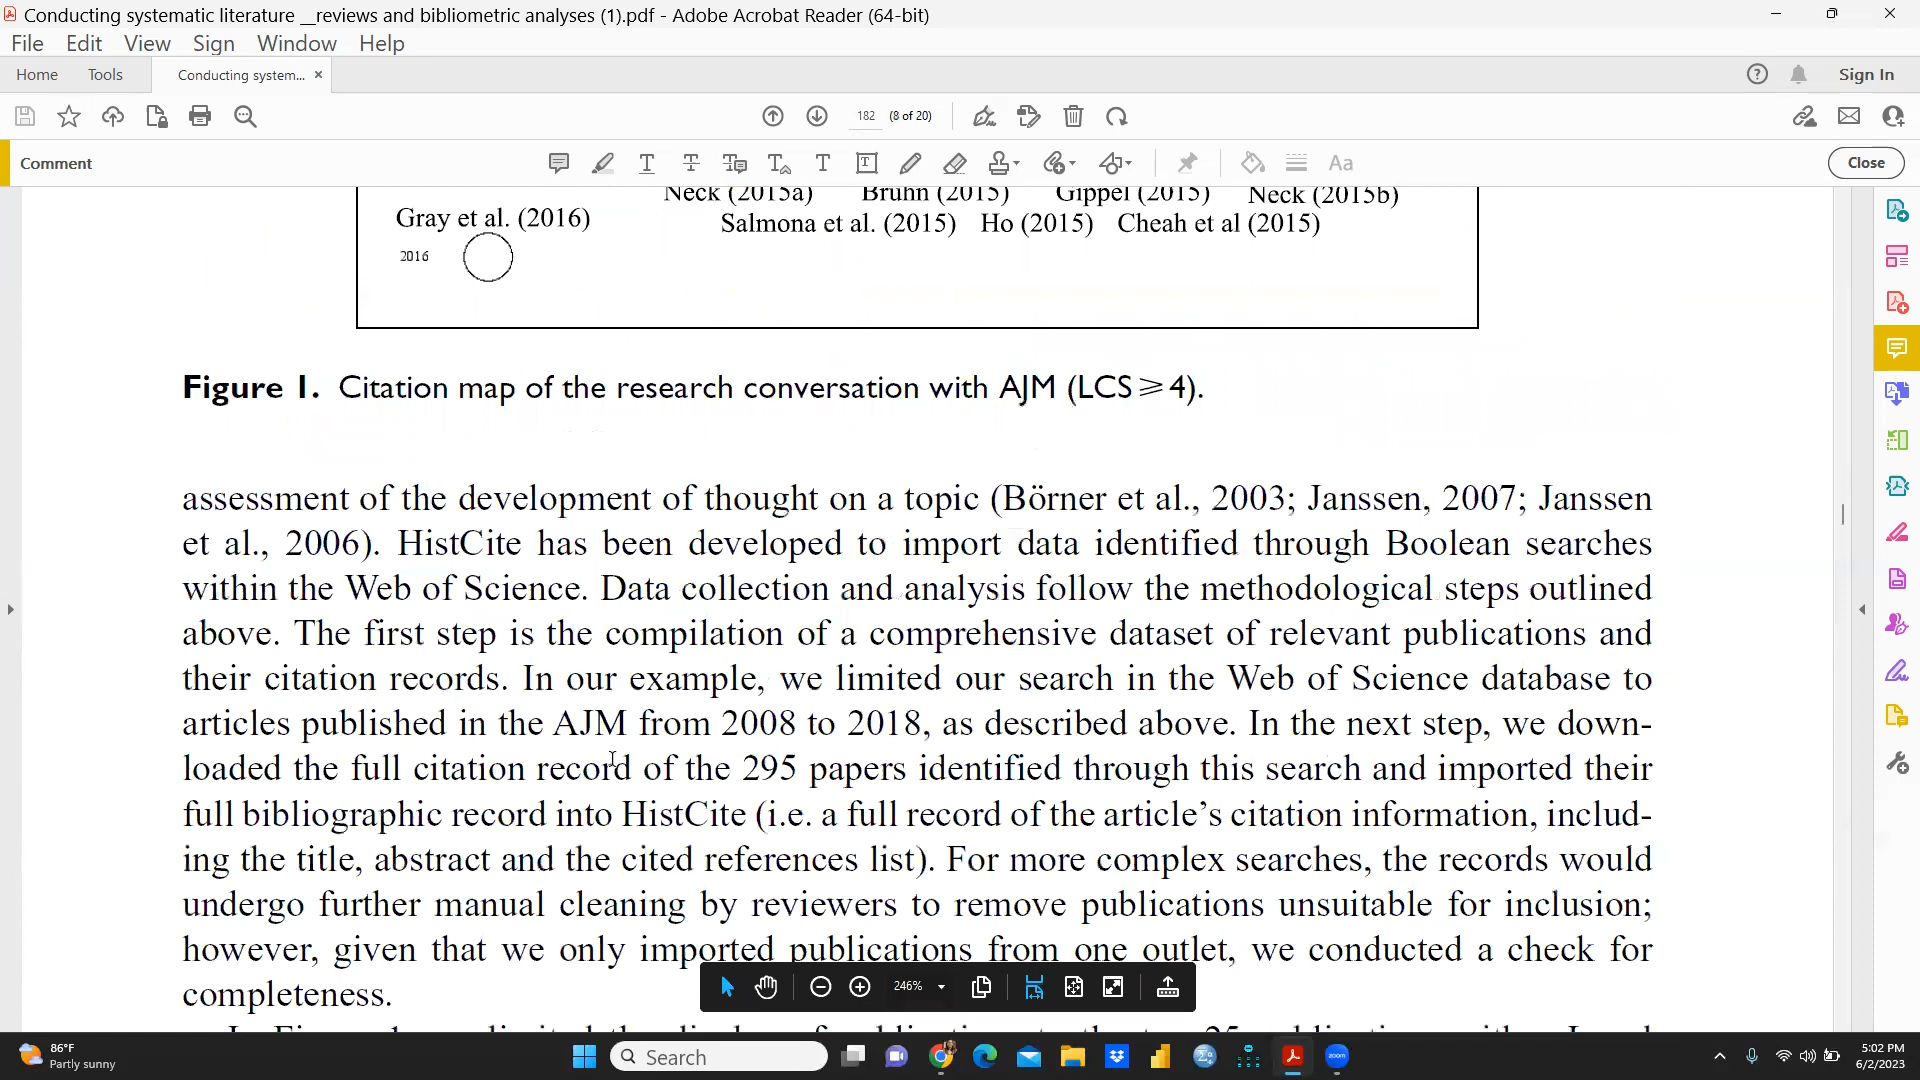 Conducting systematic literature __reviews and bibliometric analyses (1).pdf - Adobe Acrobat Reader (64-bit)
File Edit View Sign Window Help
Home Tools Conducting system... × Sign In
182 (8 of 20)
Comment Close
Neck (2015a) Bruhn (2015) Gippel (2015) Neck (2015b)
Gray et al. (2016) Salmona et al. (2015) Ho (2015) Cheah et al (2015)
2016
Figure 1. Citation map of the research conversation with AJM (LCS ⩾ 4).
assessment of the development of thought on a topic (Börner et al., 2003; Janssen, 2007; Janssen
et al., 2006). HistCite has been developed to import data identified through Boolean searches
within the Web of Science. Data collection and analysis follow the methodological steps outlined
above. The first step is the compilation of a comprehensive dataset of relevant publications and
their citation records. In our example, we limited our search in the Web of Science database to
articles published in the AJM from 2008 to 2018, as described above. In the next step, we down-
loaded the full citation record of the 295 papers identified through this search and imported their
full bibliographic record into HistCite (i.e. a full record of the article’s citation information, includ-
ing the title, abstract and the cited references list). For more complex searches, the records would
undergo further manual cleaning by reviewers to remove publications unsuitable for inclusion;
however, given that we only imported publications from one outlet, we conducted a check for
completeness.
246%
86°F
Partly sunny
Search
zoom
5:02 PM
6/2/2023